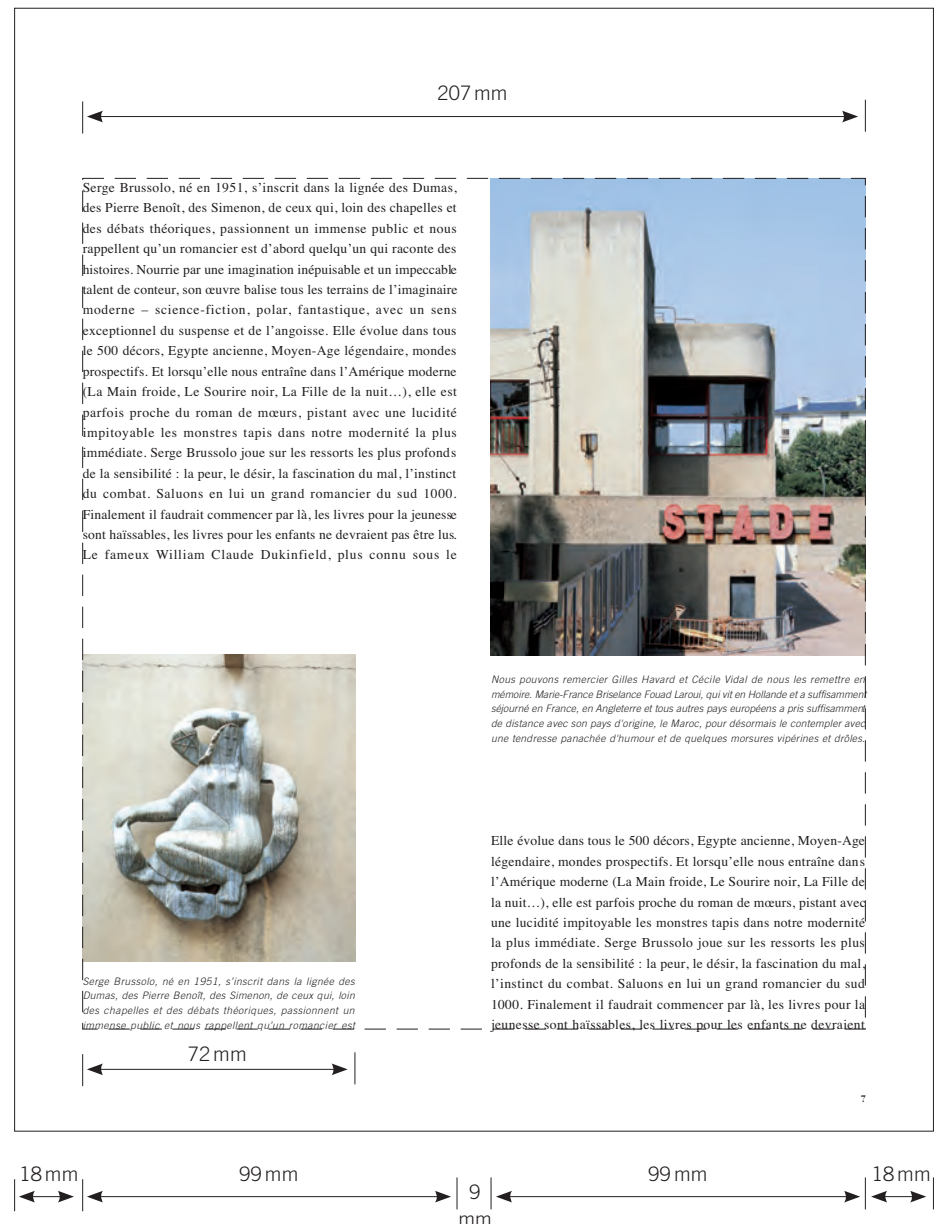 207 mm
Serge Brussolo, né en 1951, s’inscrit dans la lignée des Dumas,
des Pierre Benoît, des Simenon, de ceux qui, loin des chapelles et
des débats théoriques, passionnent un immense public et nous
rappellent qu’un romancier est d’abord quelqu’un qui raconte des
histoires. Nourrie par une imagination inépuisable et un impeccable
talent de conteur, son œuvre balise tous les terrains de l’imaginaire
moderne – science-fiction, polar, fantastique, avec un sens
exceptionnel du suspense et de l’angoisse. Elle évolue dans tous
le 500 décors, Egypte ancienne, Moyen-Age légendaire, mondes
prospectifs. Et lorsqu’elle nous entraîne dans l’Amérique moderne
(La Main froide, Le Sourire noir, La Fille de la nuit…), elle est
parfois proche du roman de mœurs, pistant avec une lucidité
impitoyable les monstres tapis dans notre modernité la plus
immédiate. Serge Brussolo joue sur les ressorts les plus profonds
de la sensibilité : la peur, le désir, la fascination du mal, l’instinct
du combat. Saluons en lui un grand romancier du sud 1000.
Finalement il faudrait commencer par là, les livres pour la jeunesse
sont haïssables, les livres pour les enfants ne devraient pas être lus.
Le fameux William Claude Dukinfield, plus connu sous le
Serge Brussolo, né en 1951, s’inscrit dans la lignée des
Dumas, des Pierre Benoît, des Simenon, de ceux qui, loin
des chapelles et des débats théoriques, passionnent un
immense public et nous rappellent qu’un romancier est
72 mm
STADE
Nous pouvons remercier Gilles Havard et Cécile Vidal de nous les remettre en
mémoire. Marie-France Briselance Fouad Laroui, qui vit en Hollande et a suffisamment
séjourné en France, en Angleterre et tous autres pays européens a pris suffisamment
de distance avec son pays d’origine, le Maroc, pour désormais le contempler avec
une tendresse panachée d’humour et de quelques morsures vipérines et drôles.
Elle évolue dans tous le 500 décors, Egypte ancienne, Moyen-Age
légendaire, mondes prospectifs. Et lorsqu’elle nous entraîne dans
l’Amérique moderne (La Main froide, Le Sourire noir, La Fille de
la nuit…), elle est parfois proche du roman de mœurs, pistant avec
une lucidité impitoyable les monstres tapis dans notre modernité
la plus immédiate. Serge Brussolo joue sur les ressorts les plus
profonds de la sensibilité : la peur, le désir, la fascination du mal,
l’instinct du combat. Saluons en lui un grand romancier du sud
1000. Finalement il faudrait commencer par là, les livres pour la
jeunesse sont haïssables, les livres pour les enfants ne devraient
7
18 mm 99 mm 9 mm 99 mm 18 mm